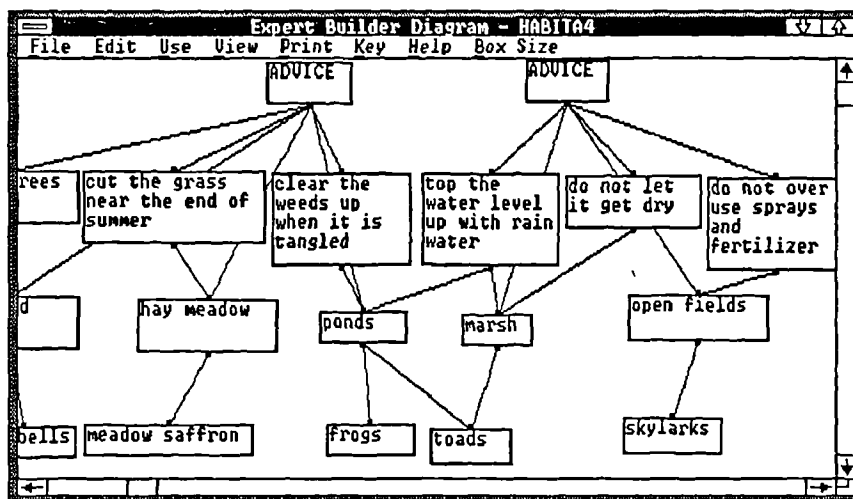 Expert Builder Diagram - HABITA4
File Edit Use View Print Key Help Box Size
ADVICE
ADVICE
rees
cut the grass
near the end of
summer
clear the
weeds up
when it is
tangled
top the
water level
up with rain
water
do not let
it get dry
do not over
use sprays
and
fertilizer
d
hay meadow
ponds
marsh
open fields
bells
meadow saffron
frogs
toads
skylarks